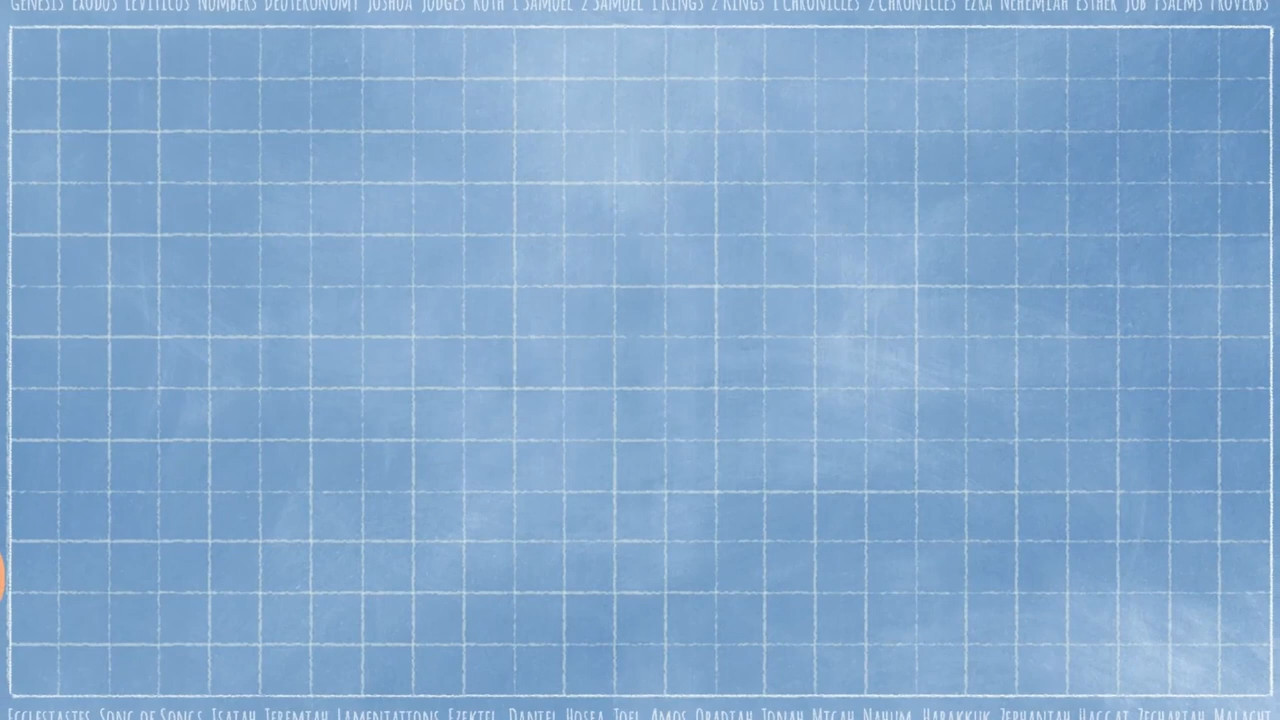 GENESIS EXODUS LEVITICUS NUMBERS DEUTERONOMY JOSHUA JUDGES RUTH 1 SAMUEL 2 SAMUEL 1 KINGS 2 KINGS 1 CHRONICLES 2 CHRONICLES EZRA NEHEMIAH ESTHER JOB PSALMS PROVERBS
ECCLESIASTES SONG OF SONGS ISAIAH JEREMIAH LAMENTATIONS EZEKIEL DANIEL HOSEA JOEL AMOS OBADIAH JONAH MICAH NAHUM HABAKKUK ZEPHANIAH HAGGAI ZECHARIAH MALACHI